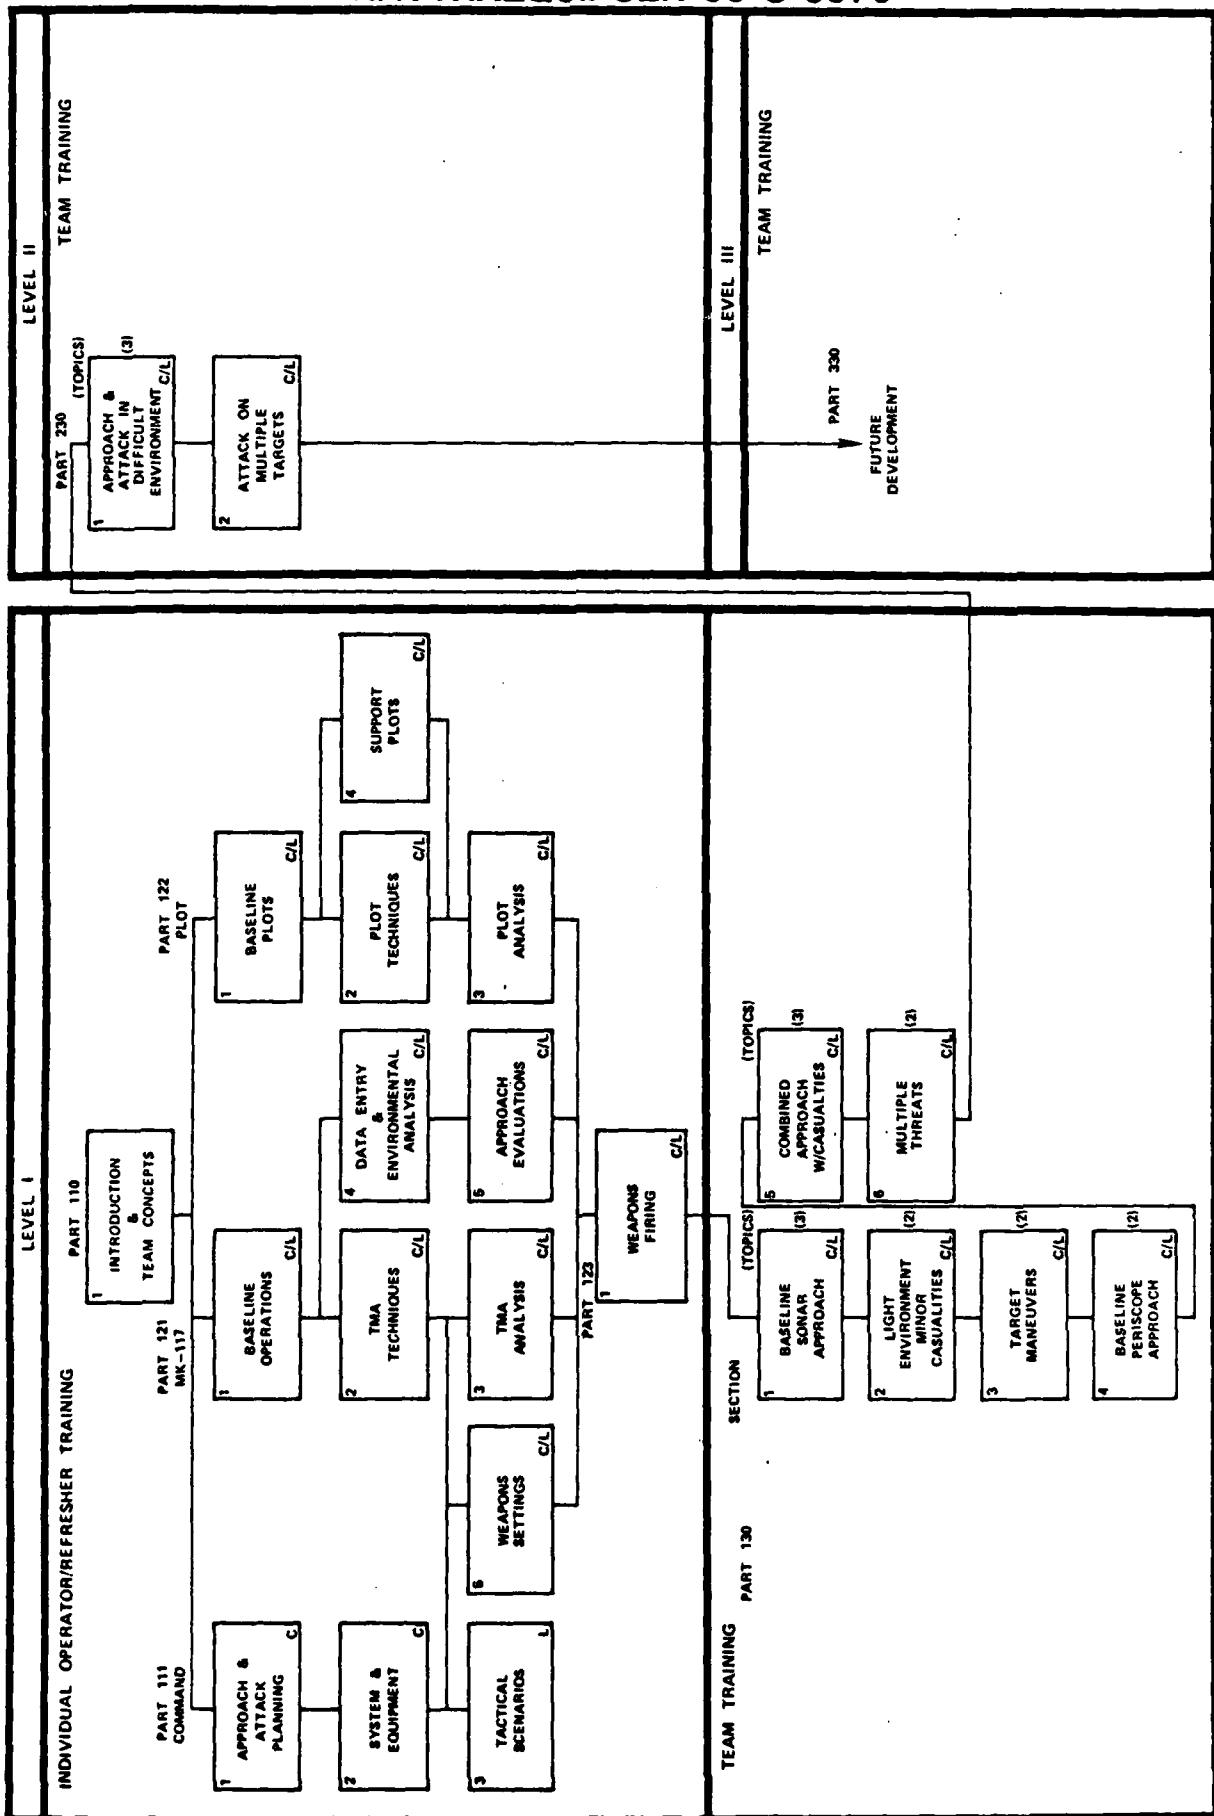 LEVEL I
INDIVIDUAL OPERATOR/REFRESHER TRAINING
PART 110
1
INTRODUCTION
&
TEAM CONCEPTS
PART 111
COMMAND
1
APPROACH &
ATTACK
PLANNING
C
2
SYSTEM &
EQUIPMENT
C
3
TACTICAL
SCENARIOS
L
PART 121
MK-117
1
BASELINE
OPERATIONS
C/L
2
TMA
TECHNIQUES
C/L
3
TMA
ANALYSIS
C/L
4
DATA ENTRY
&
ENVIRONMENTAL
ANALYSIS
C/L
5
APPROACH
EVALUATIONS
C/L
6
WEAPONS
SETTINGS
C/L
PART 122
PLOT
1
BASELINE
PLOTS
C/L
2
PLOT
TECHNIQUES
C/L
4
SUPPORT
PLOTS
C/L
3
PLOT
ANALYSIS
C/L
PART 123
1
WEAPONS
FIRING
C/L
TEAM TRAINING
PART 130
SECTION
(TOPICS)
1
BASELINE
SONAR
APPROACH
C/L
(3)
2
LIGHT
ENVIRONMENT
MINOR
CASUALITIES
C/L
(2)
3
TARGET
MANEUVERS
C/L
(2)
4
BASELINE
PERISCOPE
APPROACH
C/L
(2)
(TOPICS)
5
COMBINED
APPROACH
W/CASUALTIES
C/L
(3)
6
MULTIPLE
THREATS
C/L
(2)
LEVEL II
TEAM TRAINING
PART 230
(TOPICS)
1
APPROACH &
ATTACK IN
DIFFICULT
ENVIRONMENT
C/L
(3)
2
ATTACK ON
MULTIPLE
TARGETS
C/L
LEVEL III
TEAM TRAINING
PART 330
FUTURE
DEVELOPMENT